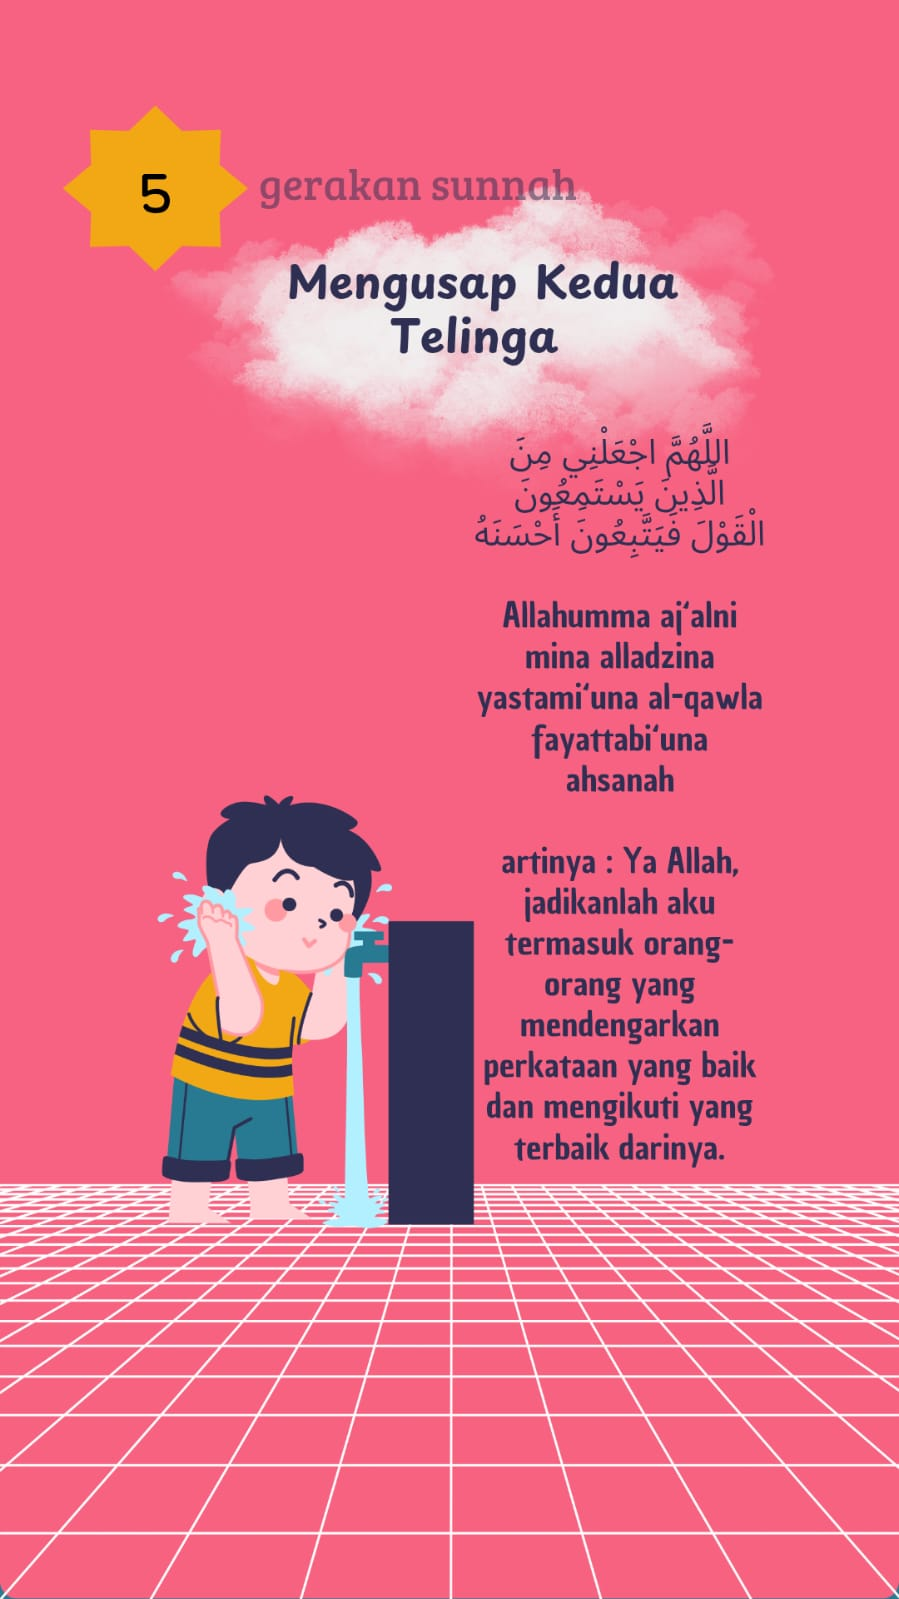 5
gerakan sunnah
Mengusap Kedua
Telinga
اللَّهُمَّ اجْعَلْنِي مِنَ
الَّذِينَ يَسْتَمِعُونَ
الْقَوْلَ فَيَتَّبِعُونَ أَحْسَنَهُ
Allahumma aj‘alni
mina alladzina
yastami‘una al-qawla
fayattabi‘una
ahsanah
artinya : Ya Allah,
jadikanlah aku
termasuk orang-
orang yang
mendengarkan
perkataan yang baik
dan mengikuti yang
terbaik darinya.